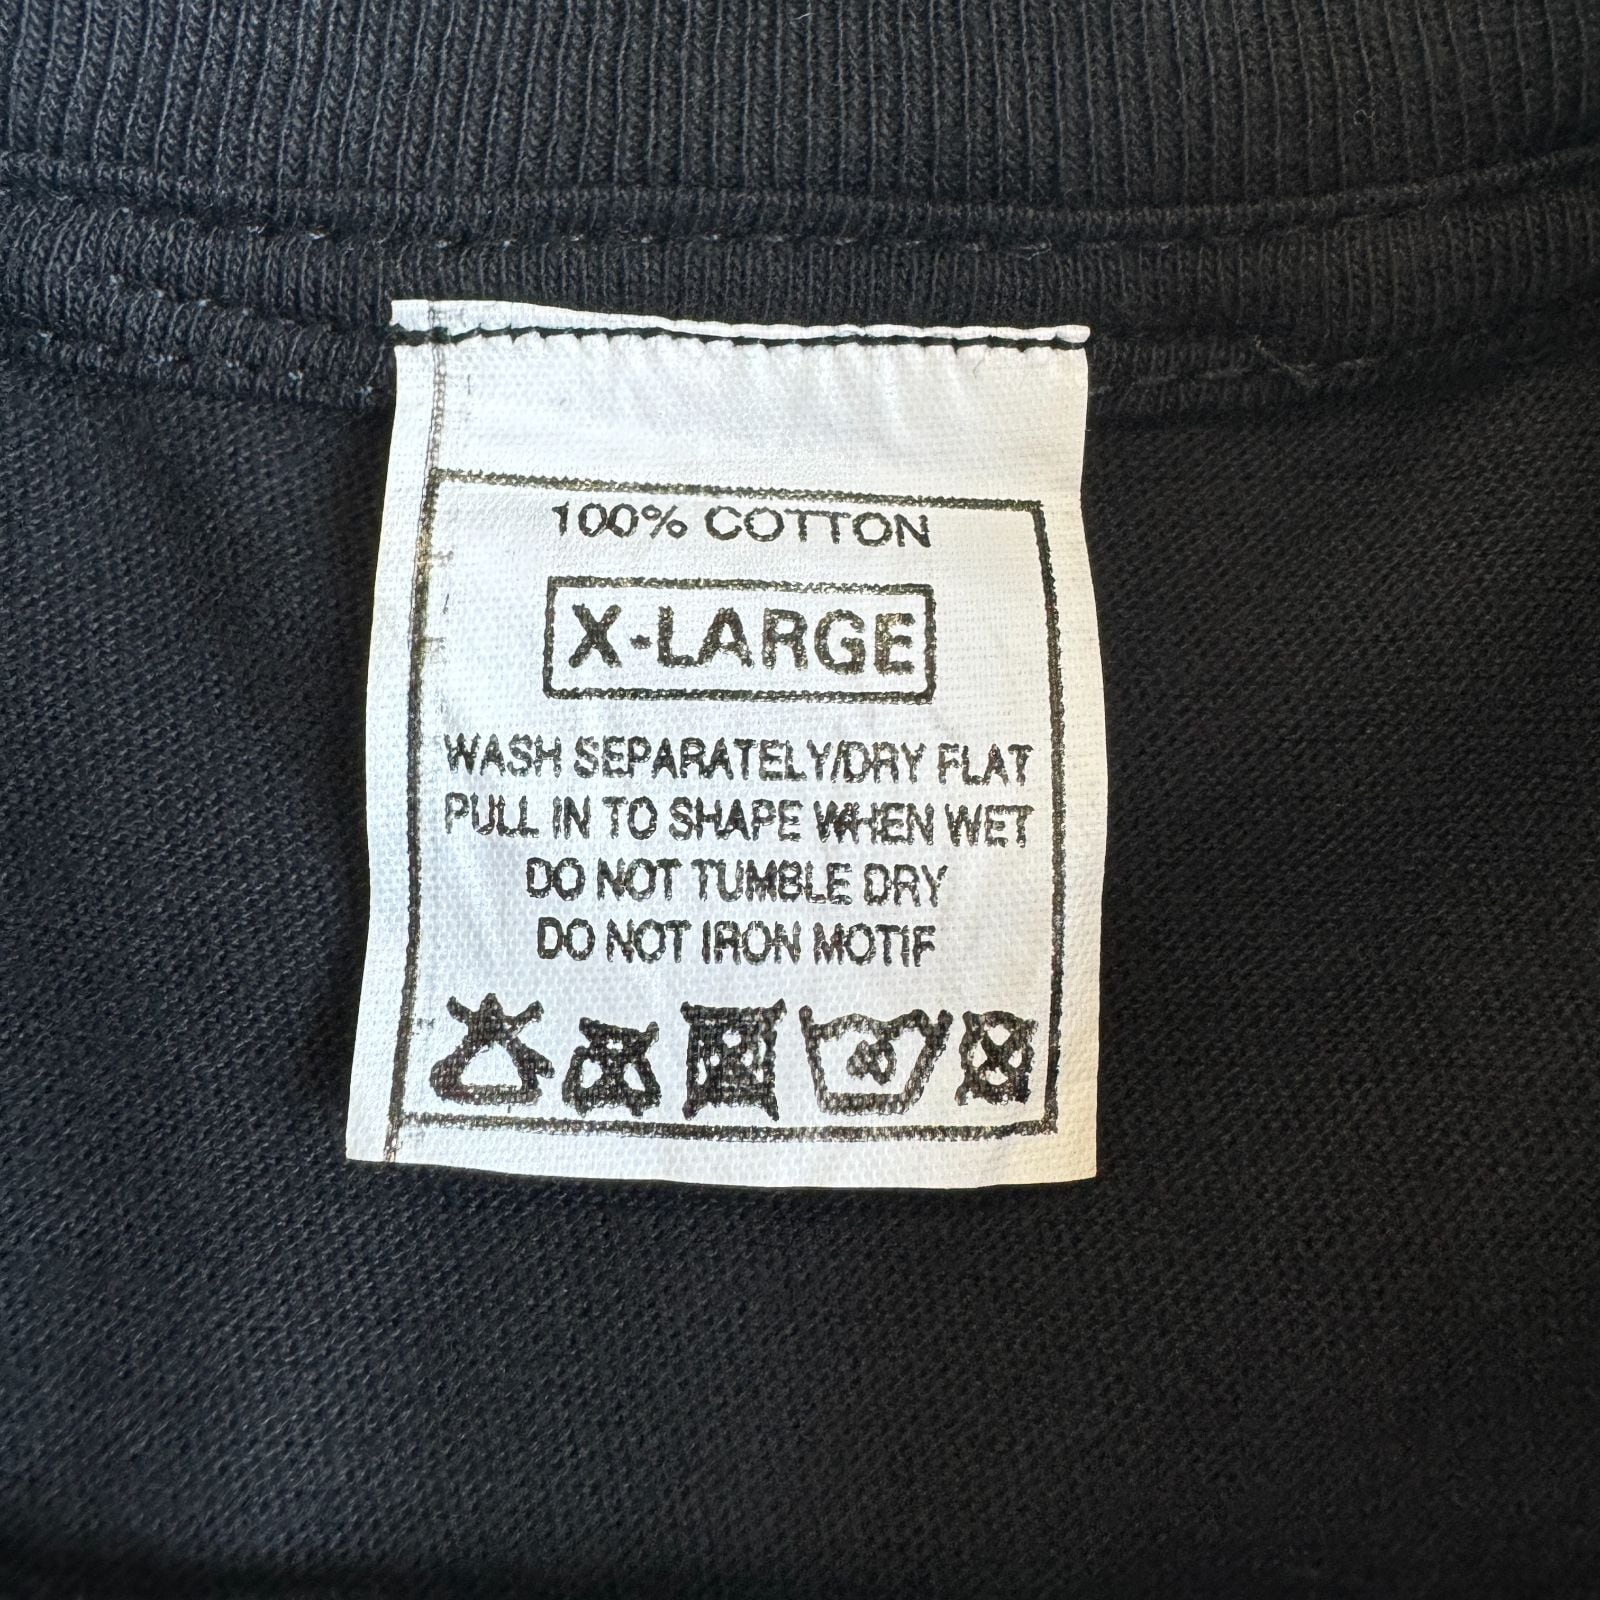 100% COTTON
X-LARGE
WASH SEPARATELY/DRY FLAT
PULL IN TO SHAPE WHEN WET
DO NOT TUMBLE DRY
DO NOT IRON MOTIF